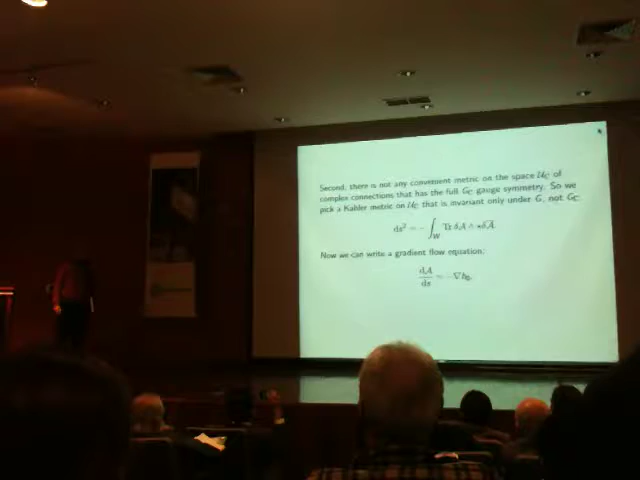 Second, there is not any convenient metric on the space 𝒰_ℂ of
complex connections that has the full G_ℂ gauge symmetry. So we
pick a Kahler metric on 𝒰_ℂ that is invariant only under G, not G_ℂ:
ds² = − ∫_W Tr δ𝒜 ∧ ⋆δ𝒜̅.
Now we can write a gradient flow equation:
d𝒜/ds = −∇h₀,